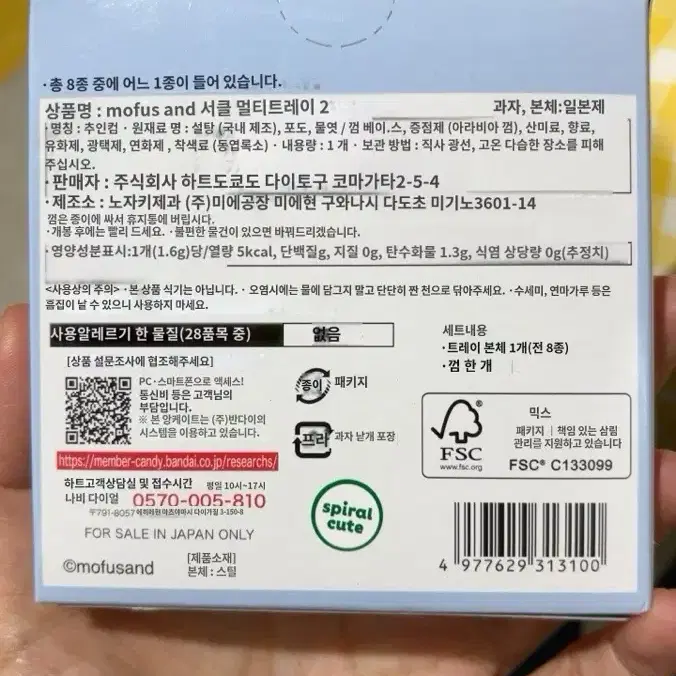 ·총 8종 중에 어느 1종이 들어 있습니다.
상품명 : mofus and 서클 멀티트레이 2 과자, 본체:일본제
·명칭 : 추인컴 · 원재료 명 : 설탕 (국내 제조), 포도, 물엿 / 껌 베이.스, 증점제 (아라비아 껌), 산미료, 향료,
유화제, 광택제, 연화제 , 착색료 (동엽록소) · 내용량 : 1 개 · 보관 방법 : 직사 광선, 고온 다습한 장소를 피해
주십시오.
·판매자 : 주식회사 하트도쿄도 다이토구 코마가타2-5-4
·제조소 : 노자키제과 (주)미에공장 미에현 구와나시 다도초 미기노3601-14
껌은 종이에 싸서 휴지통에 버립시다.
·개봉 후에는 빨리 드세요. ·불편한 물건이 있으면 바꿔드리겠습니다.
·영양성분표시:1개(1.6g)당/열량 5kcal, 단백질g, 지질 0g, 탄수화물 1.3g, 식염 상당량 0g(추정치)
<사용상의 주의> ·본 상품 식기는 아닙니다. · 오염시에는 물에 담그지 말고 단단히 짠 천으로 닦아주세요. ·수세미, 연마가루 등은
흠집이 날 수 있으니 사용하지 마세요.
사용알레르기 한 물질(28품목 중) 없음
세트내용
·트레이 본체 1개(전 8종)
·껌 한 개
[상품 설문조사에 협조해주세요]
PC·스마트폰으로 액세스!
통신비 등은 고객님의
부담입니다.
※ 본 앙케이트는 (주)반다이의
시스템을 이용하고 있습니다.
종이 패키지
프라 과자 낱개 포장
https://member-candy.bandai.co.jp/researchs/
FSC
www.fsc.org
믹스
패키지 | 책임 있는 삼림
관리를 지원하고 있습니다
FSC® C133099
하트고객상담실 및 접수시간 평일 10시~17시
나비 다이얼 0570-005-810
〒791-8057 에히메현 마츠야마시 다이가월 3-150-8
FOR SALE IN JAPAN ONLY
spiral
cute
©mofusand
[제품소재]
본체 : 스틸
4 977629 313100